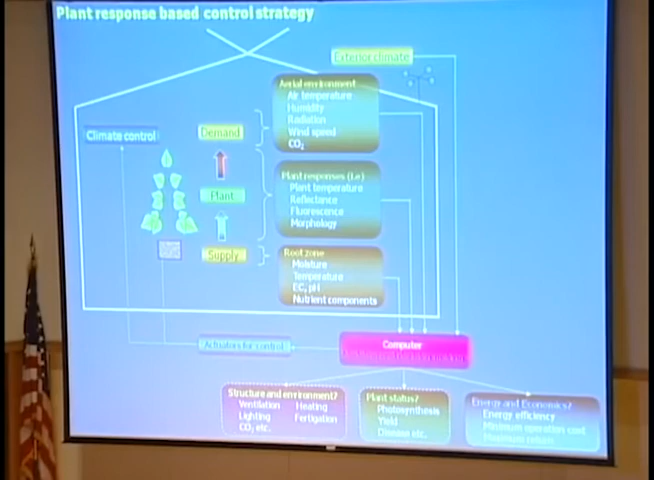 Plant response based control strategy
Exterior climate
Aerial environment
Air temperature
Humidity
Radiation
Wind speed
CO₂
Climate control
Demand
Plant responses (i.e)
Plant temperature
Reflectance
Fluorescence
Morphology
Plant
Supply
Root zone
Moisture
Temperature
EC, pH
Nutrient components
Actuators for control
Computer
Structure and environment?
Ventilation Heating
Lighting Fertigation
CO₂ etc.
Plant status?
Photosynthesis
Yield
Disease etc.
Energy and Economics?
Energy efficiency
Minimum operation cost
Maximum return